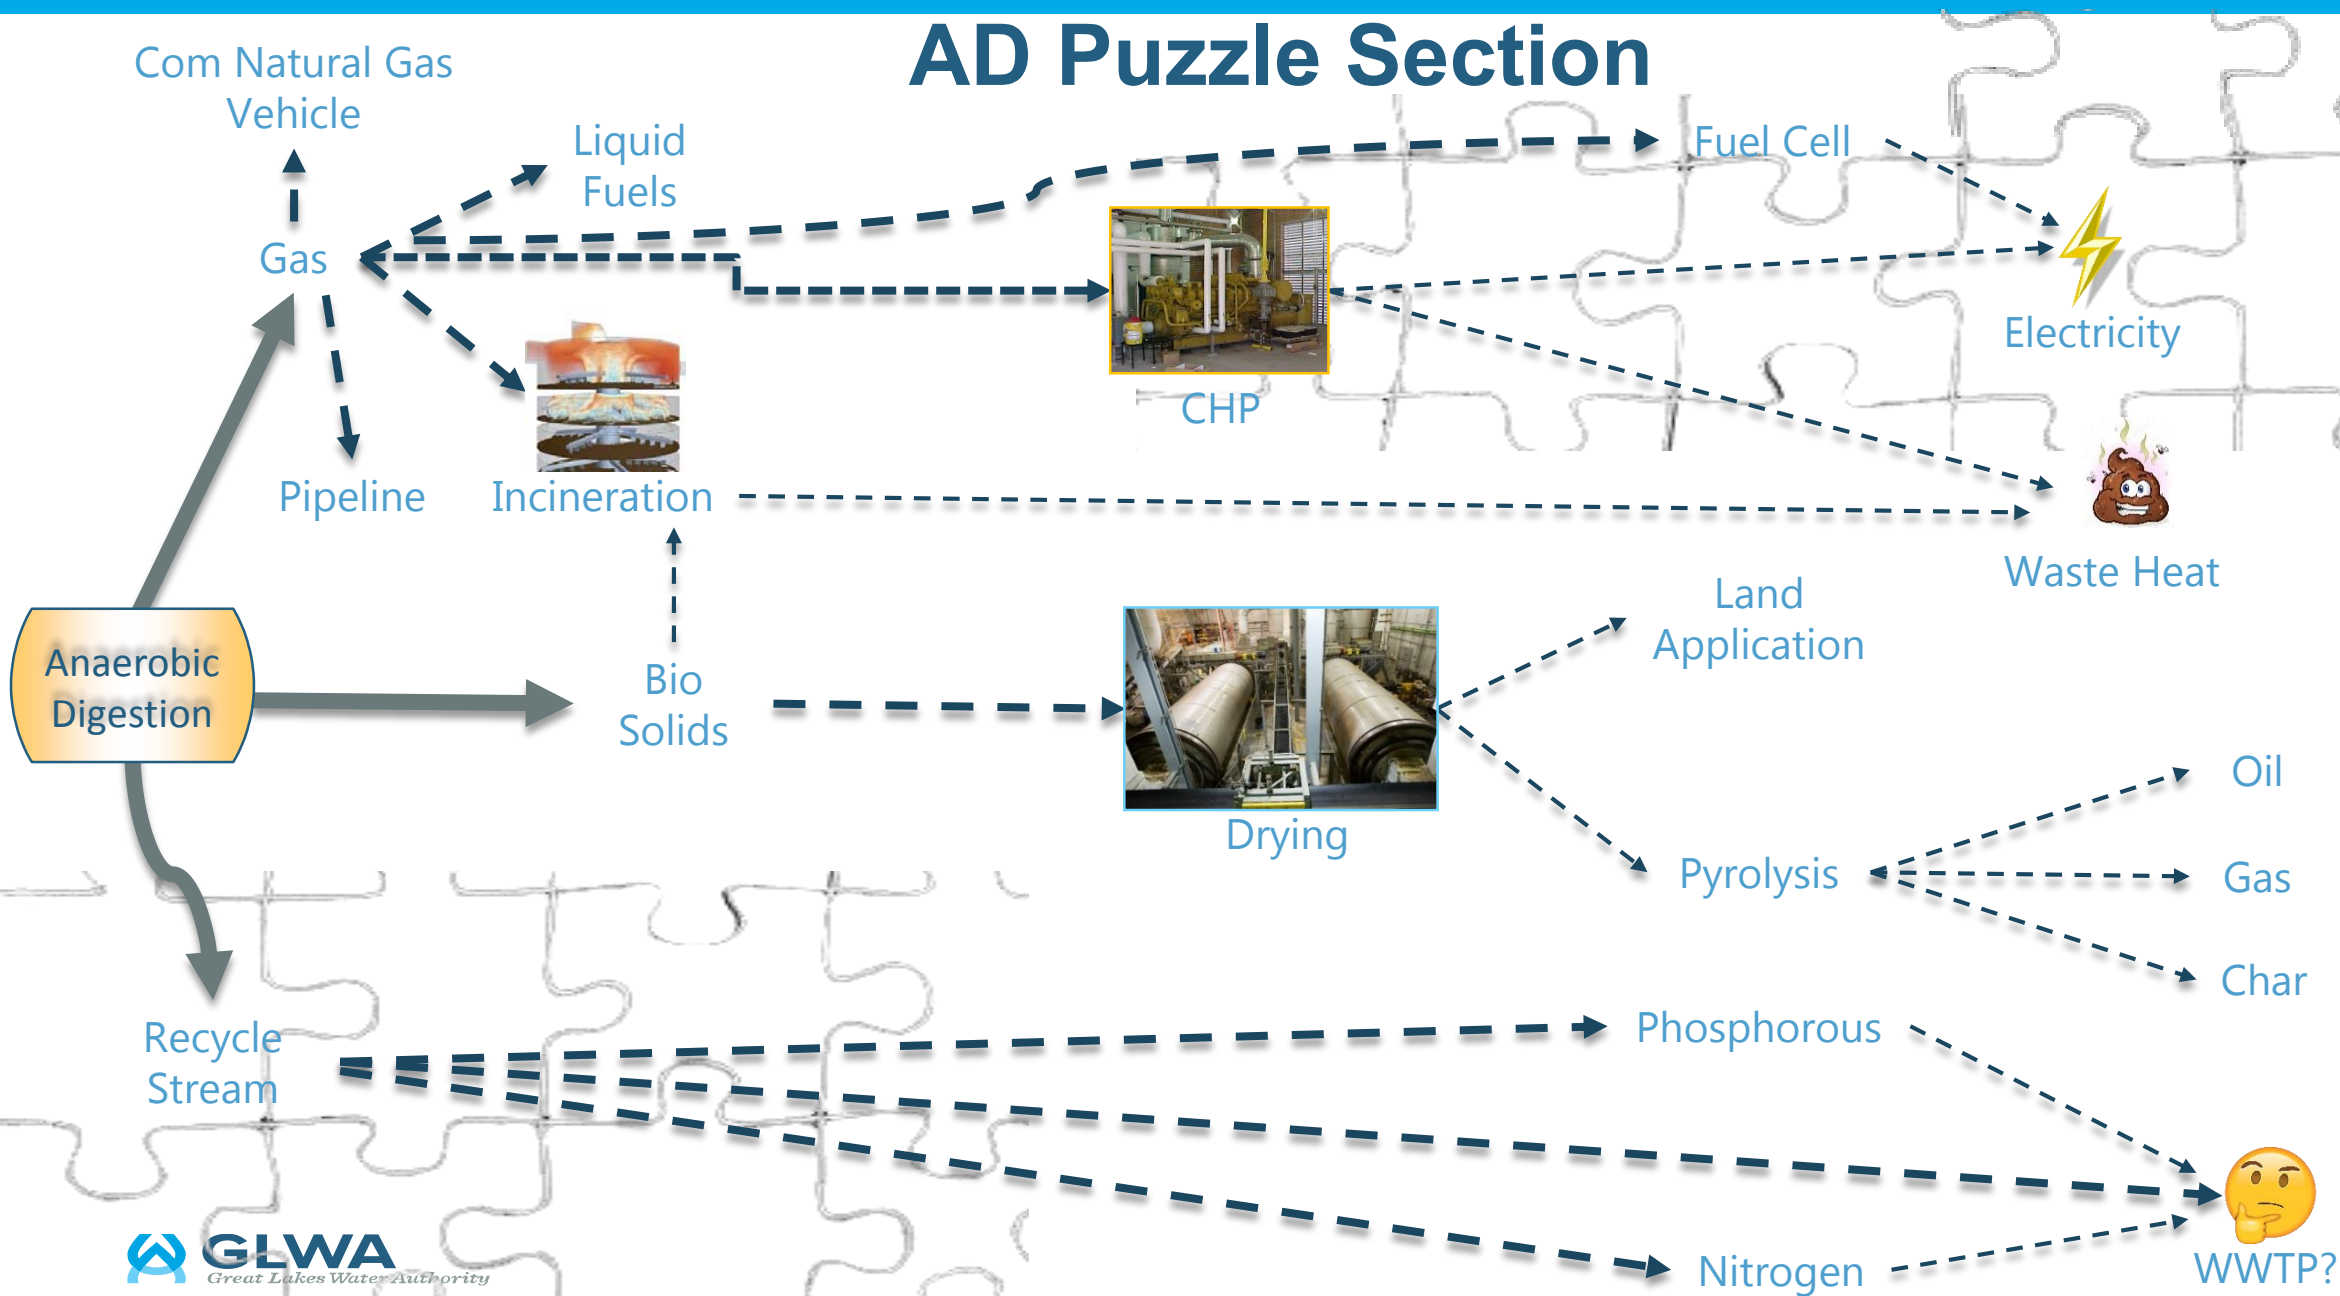 AD Puzzle Section
Com Natural Gas
Vehicle
Liquid
Fuels
Fuel Cell
Gas
Electricity
CHP
Pipeline
Incineration
Waste Heat
Land
Application
Anaerobic
Digestion
Bio
Solids
Oil
Drying
Pyrolysis
Gas
Char
Recycle
Stream
Phosphorous
GLWA
Great Lakes Water Authority
Nitrogen
WWTP?